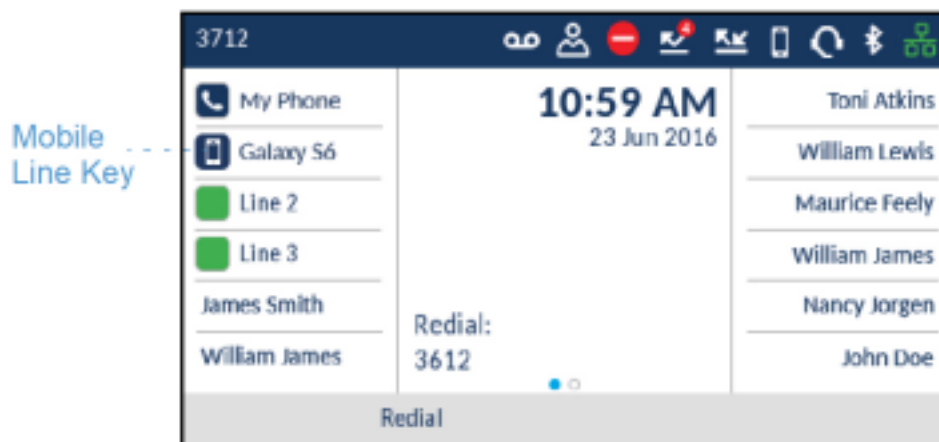 3712
4
My Phone
Mobile
Line Key
Galaxy S6
Line 2
Line 3
James Smith
William James
10:59 AM
23 Jun 2016
Redial:
3612
Toni Atkins
William Lewis
Maurice Feely
William James
Nancy Jorgen
John Doe
Redial